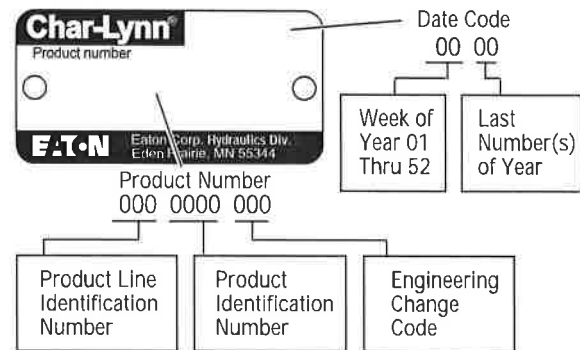 Char-Lynn®
Product number
EATON Eaton Corp. Hydraulics Div.
Eden Prairie, MN 55344
Date Code
00 00
Week of
Year 01
Thru 52
Last
Number(s)
of Year
Product Number
000 0000 000
Product Line
Identification
Number
Product
Identification
Number
Engineering
Change
Code